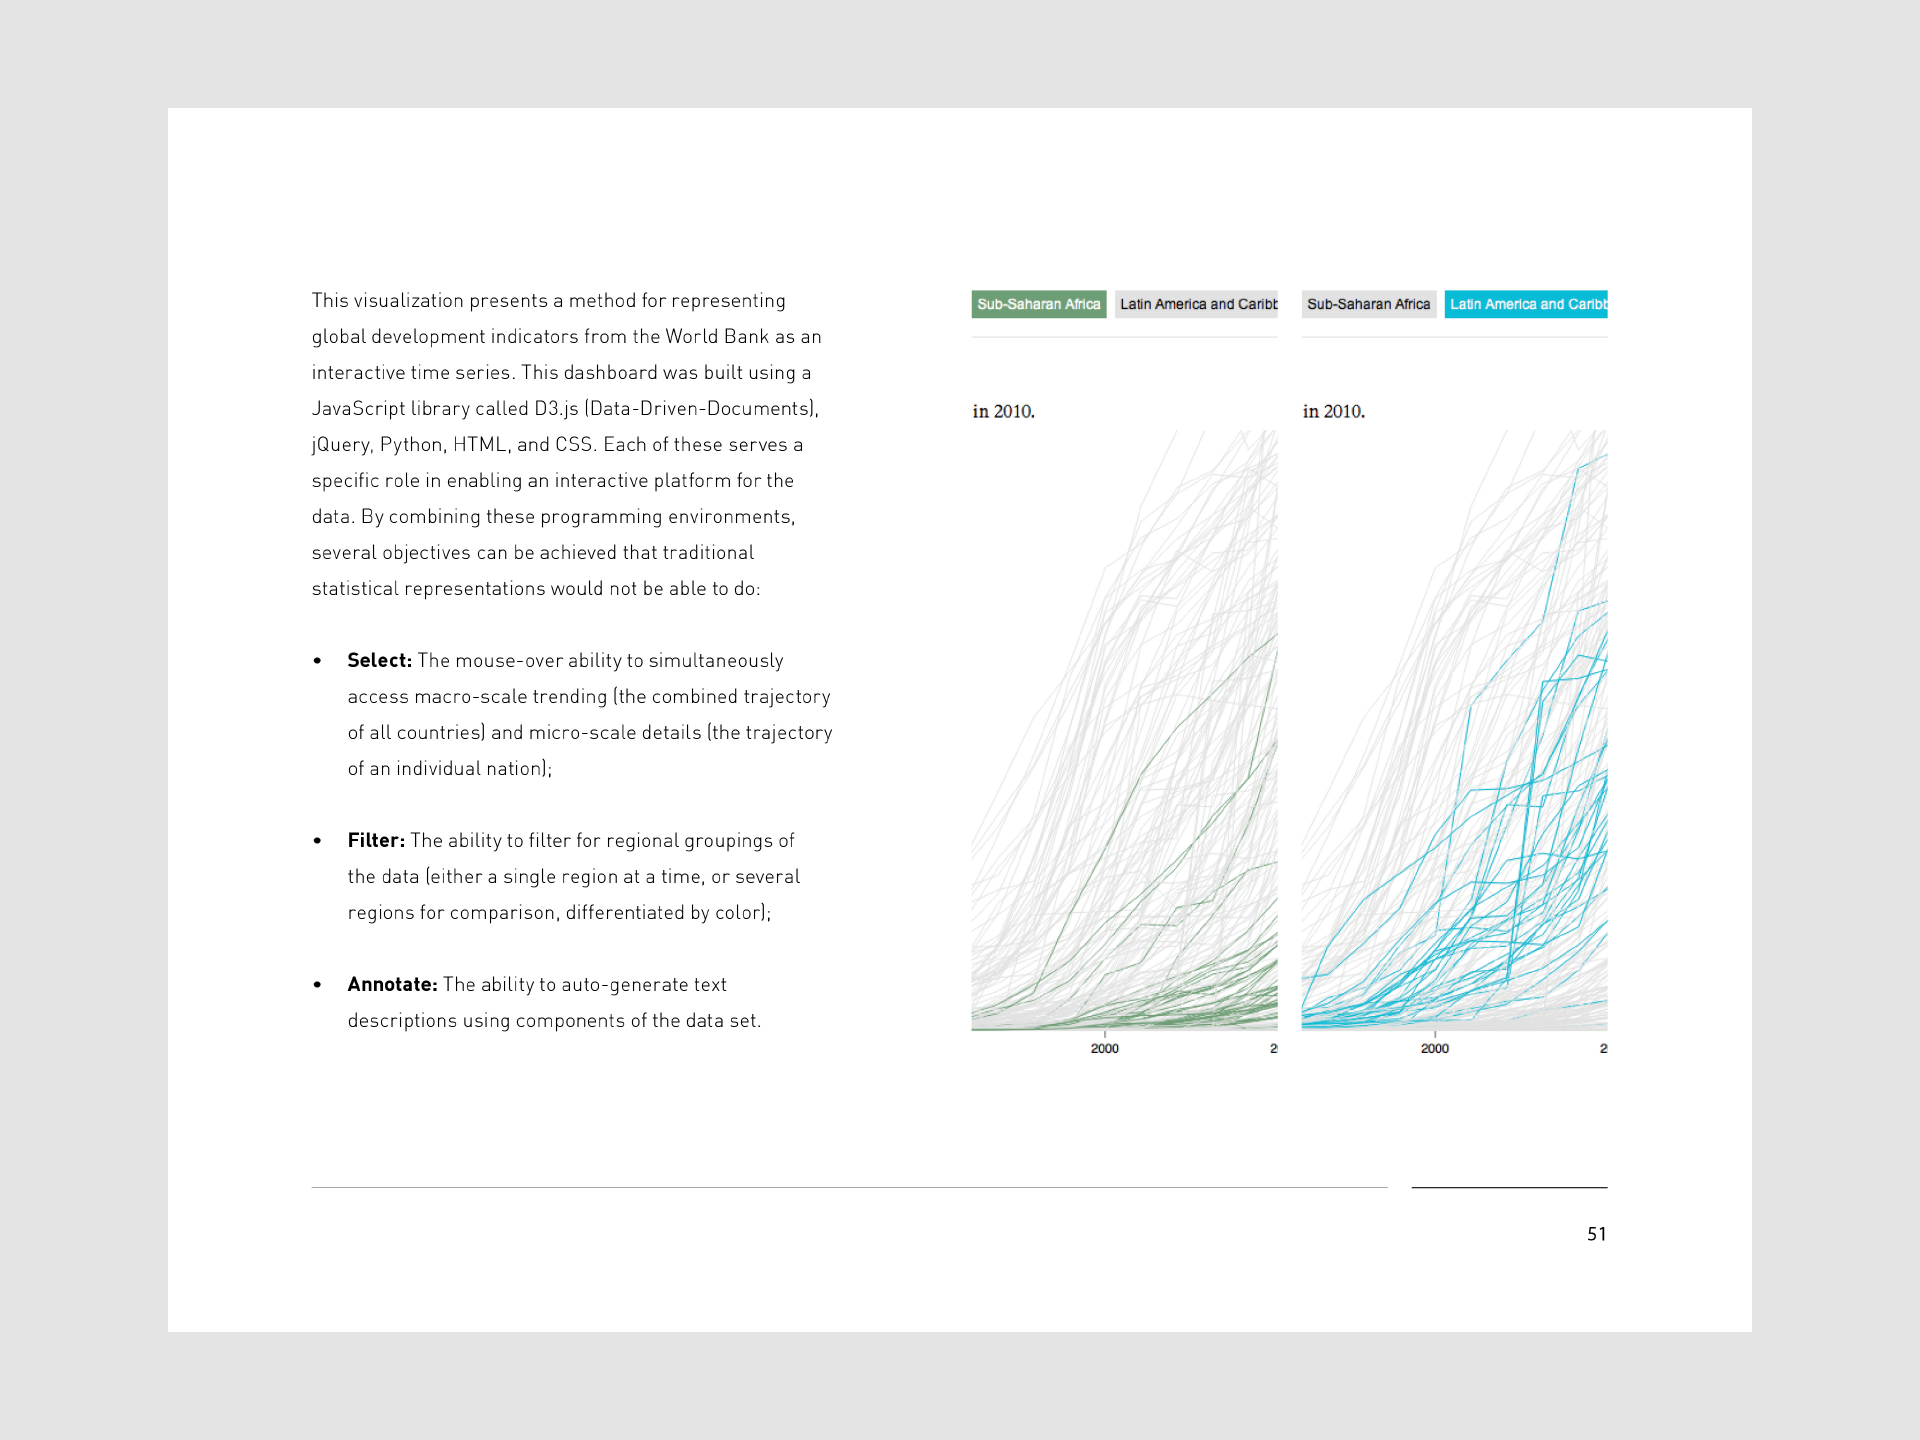 This visualization presents a method for representing
global development indicators from the World Bank as an
interactive time series. This dashboard was built using a
JavaScript library called D3.js (Data-Driven-Documents),
jQuery, Python, HTML, and CSS. Each of these serves a
specific role in enabling an interactive platform for the
data. By combining these programming environments,
several objectives can be achieved that traditional
statistical representations would not be able to do:
• Select: The mouse-over ability to simultaneously
access macro-scale trending (the combined trajectory
of all countries) and micro-scale details (the trajectory
of an individual nation);
• Filter: The ability to filter for regional groupings of
the data (either a single region at a time, or several
regions for comparison, differentiated by color);
• Annotate: The ability to auto-generate text
descriptions using components of the data set.
Sub-Saharan Africa Latin America and Caribb
in 2010.
2000 2
Sub-Saharan Africa Latin America and Caribb
in 2010.
2000 2
51